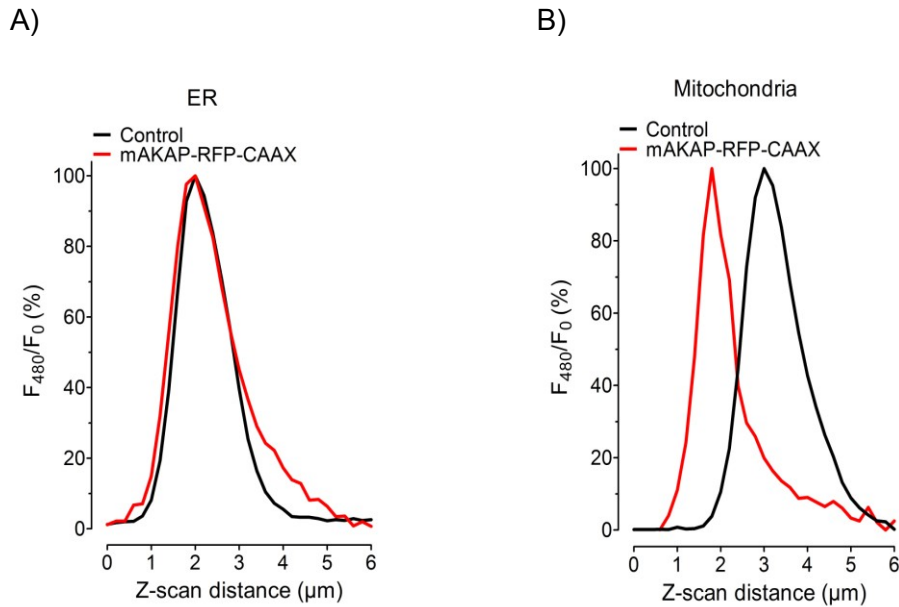 A)
B)
ER
Control
mAKAP-RFP-CAAX
F480/F0 (%)
100
80
60
40
20
0
0 1 2 3 4 5 6
Z-scan distance (µm)
Mitochondria
Control
mAKAP-RFP-CAAX
F480/F0 (%)
100
80
60
40
20
0
0 1 2 3 4 5 6
Z-scan distance (µm)